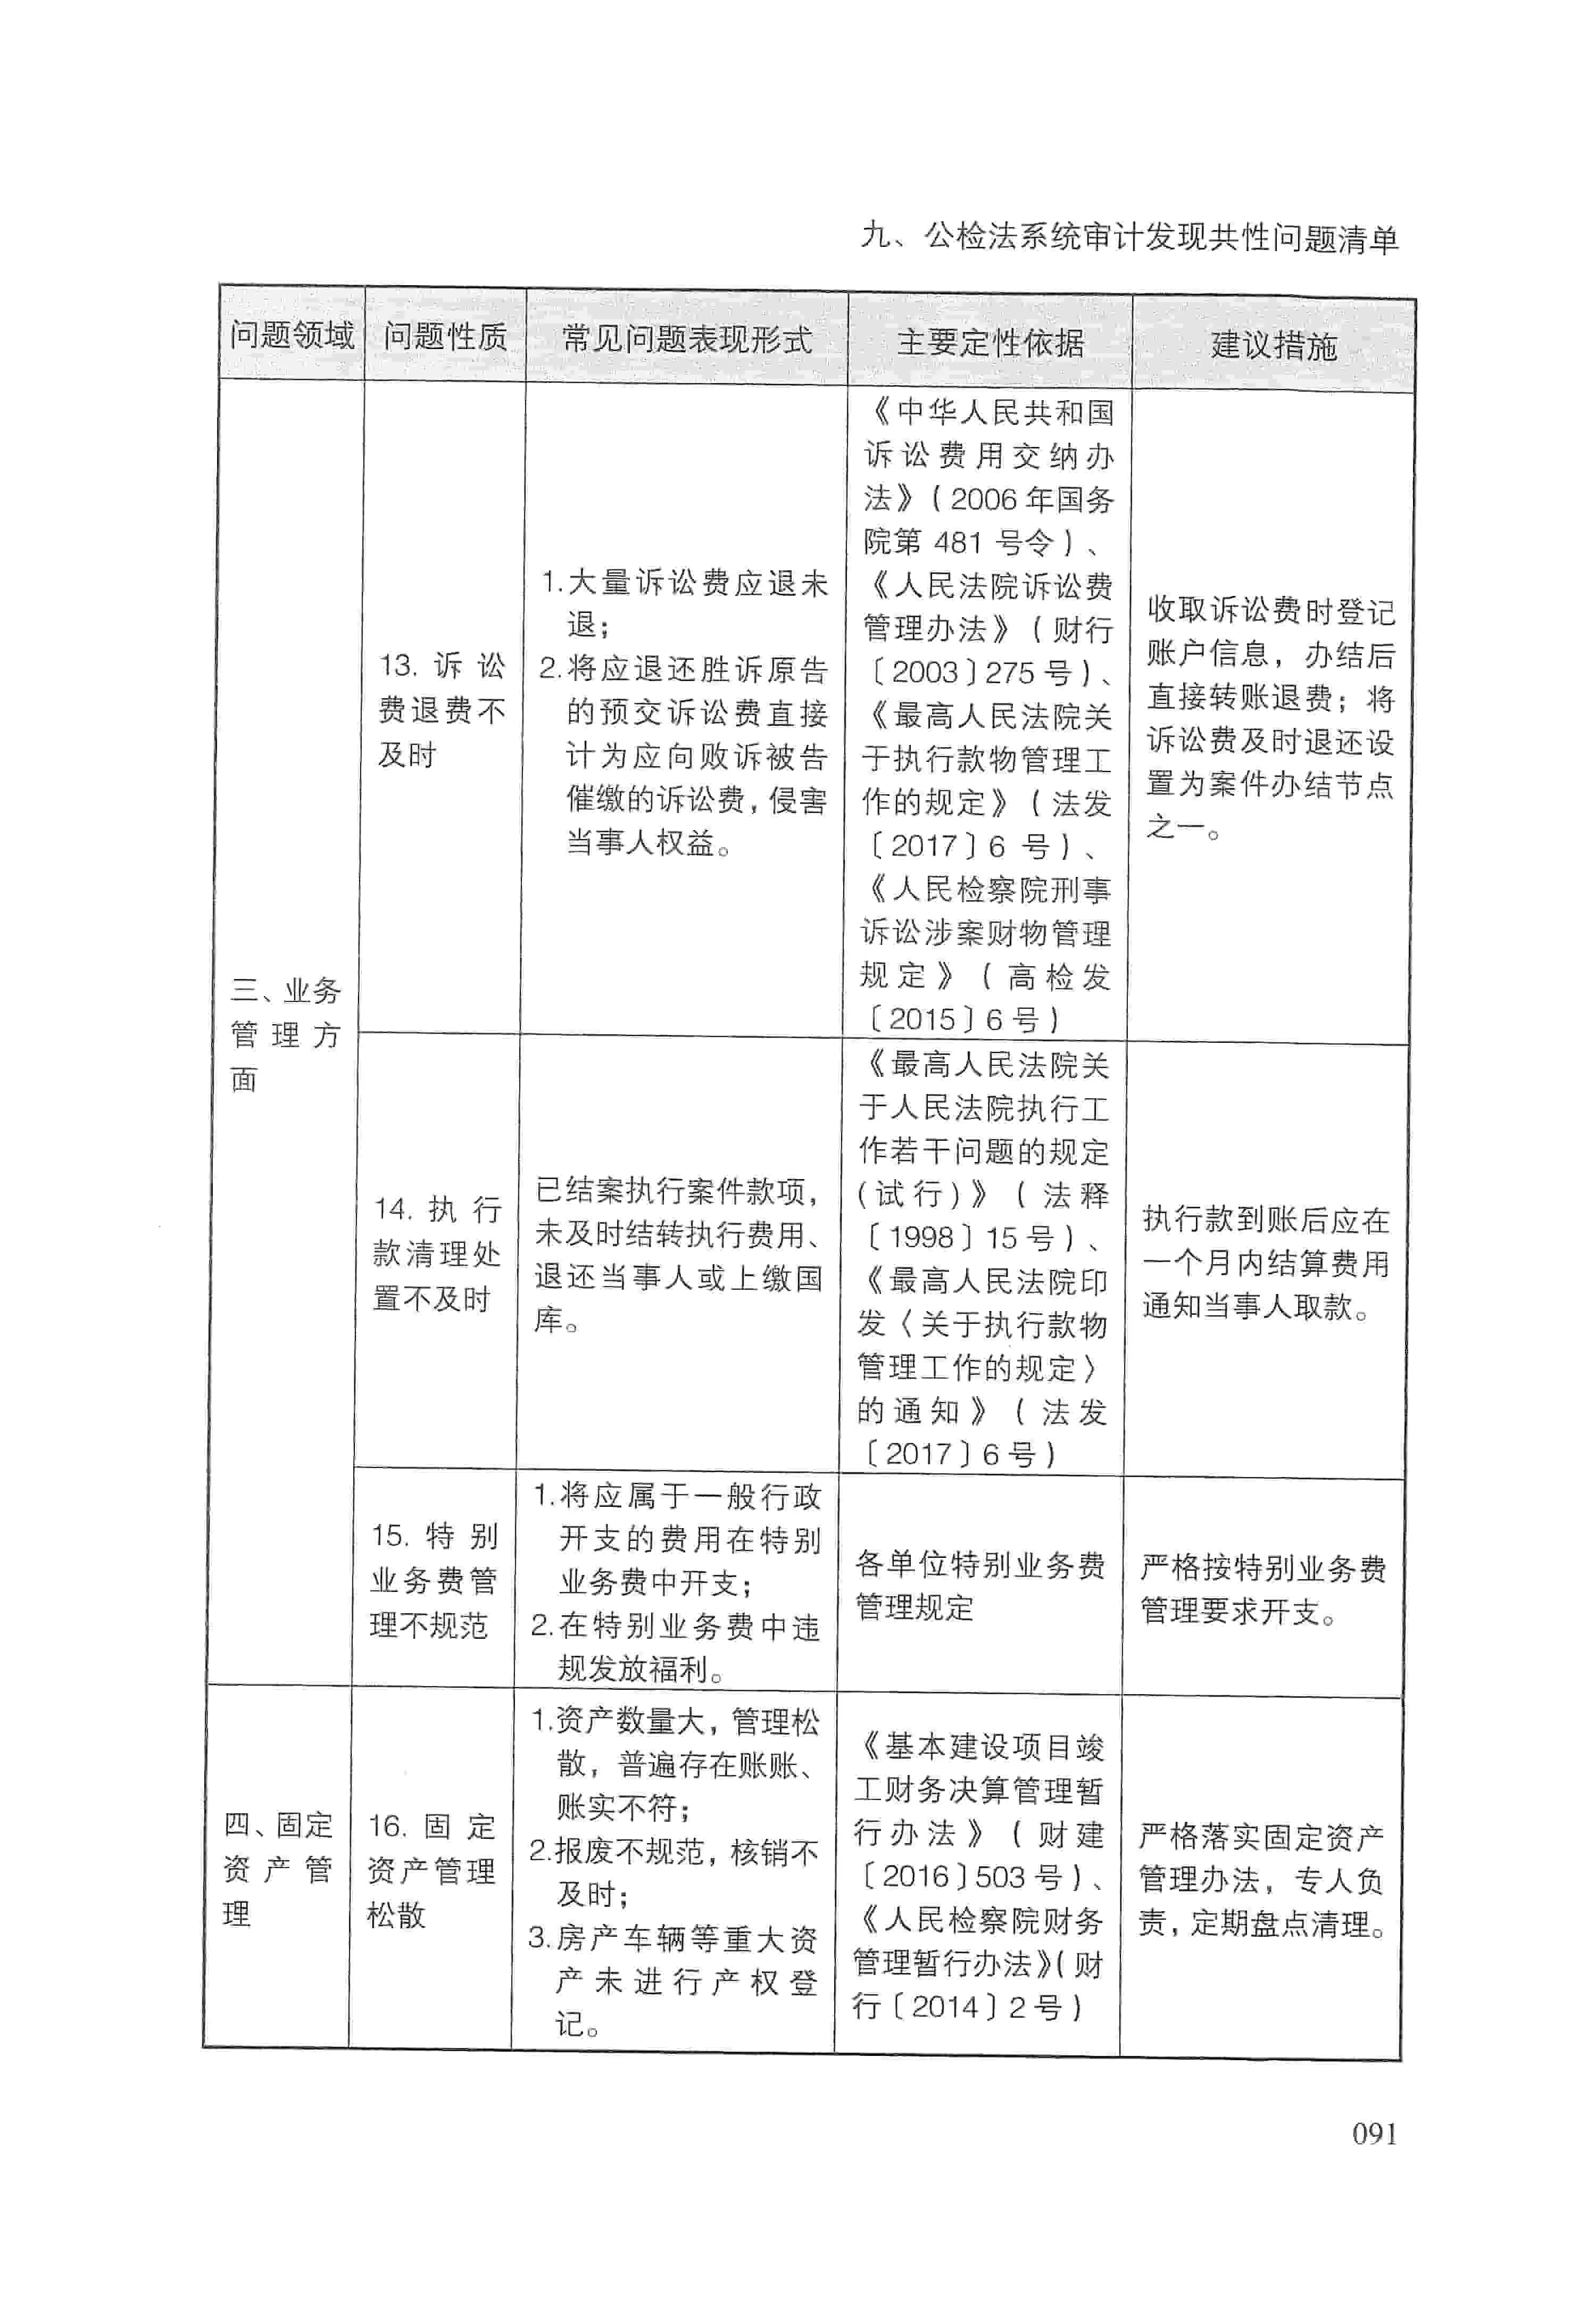 九、公检法系统审计发现共性问题清单
问题领域
问题性质
常见问题表现形式
主要定性依据
建议措施
三、业务
管理方
面
13. 诉讼
费退费不
及时
1.大量诉讼费应退未
退；
2.将应退还胜诉原告
的预交诉讼费直接
计为应向败诉被告
催缴的诉讼费，侵害
当事人权益。
《中华人民共和国
诉讼费用交纳办
法》（2006年国务
院第 481 号令）、
《人民法院诉讼费
管理办法》（财行
〔2003〕275号）、
《最高人民法院关
于执行款物管理工
作的规定》（法发
〔2017〕6 号）、
《人民检察院刑事
诉讼涉案财物管理
规定》（高检发
〔2015〕6号）
收取诉讼费时登记
账户信息，办结后
直接转账退费；将
诉讼费及时退还设
置为案件办结节点
之一。
14. 执行
款清理处
置不及时
已结案执行案件款项，
未及时结转执行费用、
退还当事人或上缴国
库。
《最高人民法院关
于人民法院执行工
作若干问题的规定
(试行)》（法释
〔1998〕15号）、
《最高人民法院印
发〈关于执行款物
管理工作的规定〉
的通知》（法发
〔2017〕6号）
执行款到账后应在
一个月内结算费用
通知当事人取款。
15. 特别
业务费管
理不规范
1.将应属于一般行政
开支的费用在特别
业务费中开支；
2.在特别业务费中违
规发放福利。
各单位特别业务费
管理规定
严格按特别业务费
管理要求开支。
四、固定
资产管
理
16. 固定
资产管理
松散
1.资产数量大，管理松
散，普遍存在账账、
账实不符；
2.报废不规范，核销不
及时；
3.房产车辆等重大资
产未进行产权登
记。
《基本建设项目竣
工财务决算管理暂
行办法》（财建
〔2016〕503号）、
《人民检察院财务
管理暂行办法》（财
行〔2014〕2号）
严格落实固定资产
管理办法，专人负
责，定期盘点清理。
091